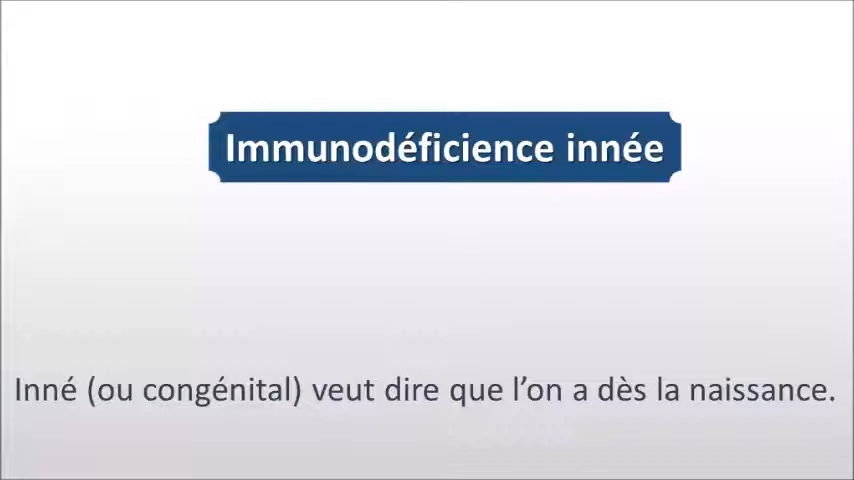 Immunodéficience innée
Inné (ou congénital) veut dire que l’on a dès la naissance.